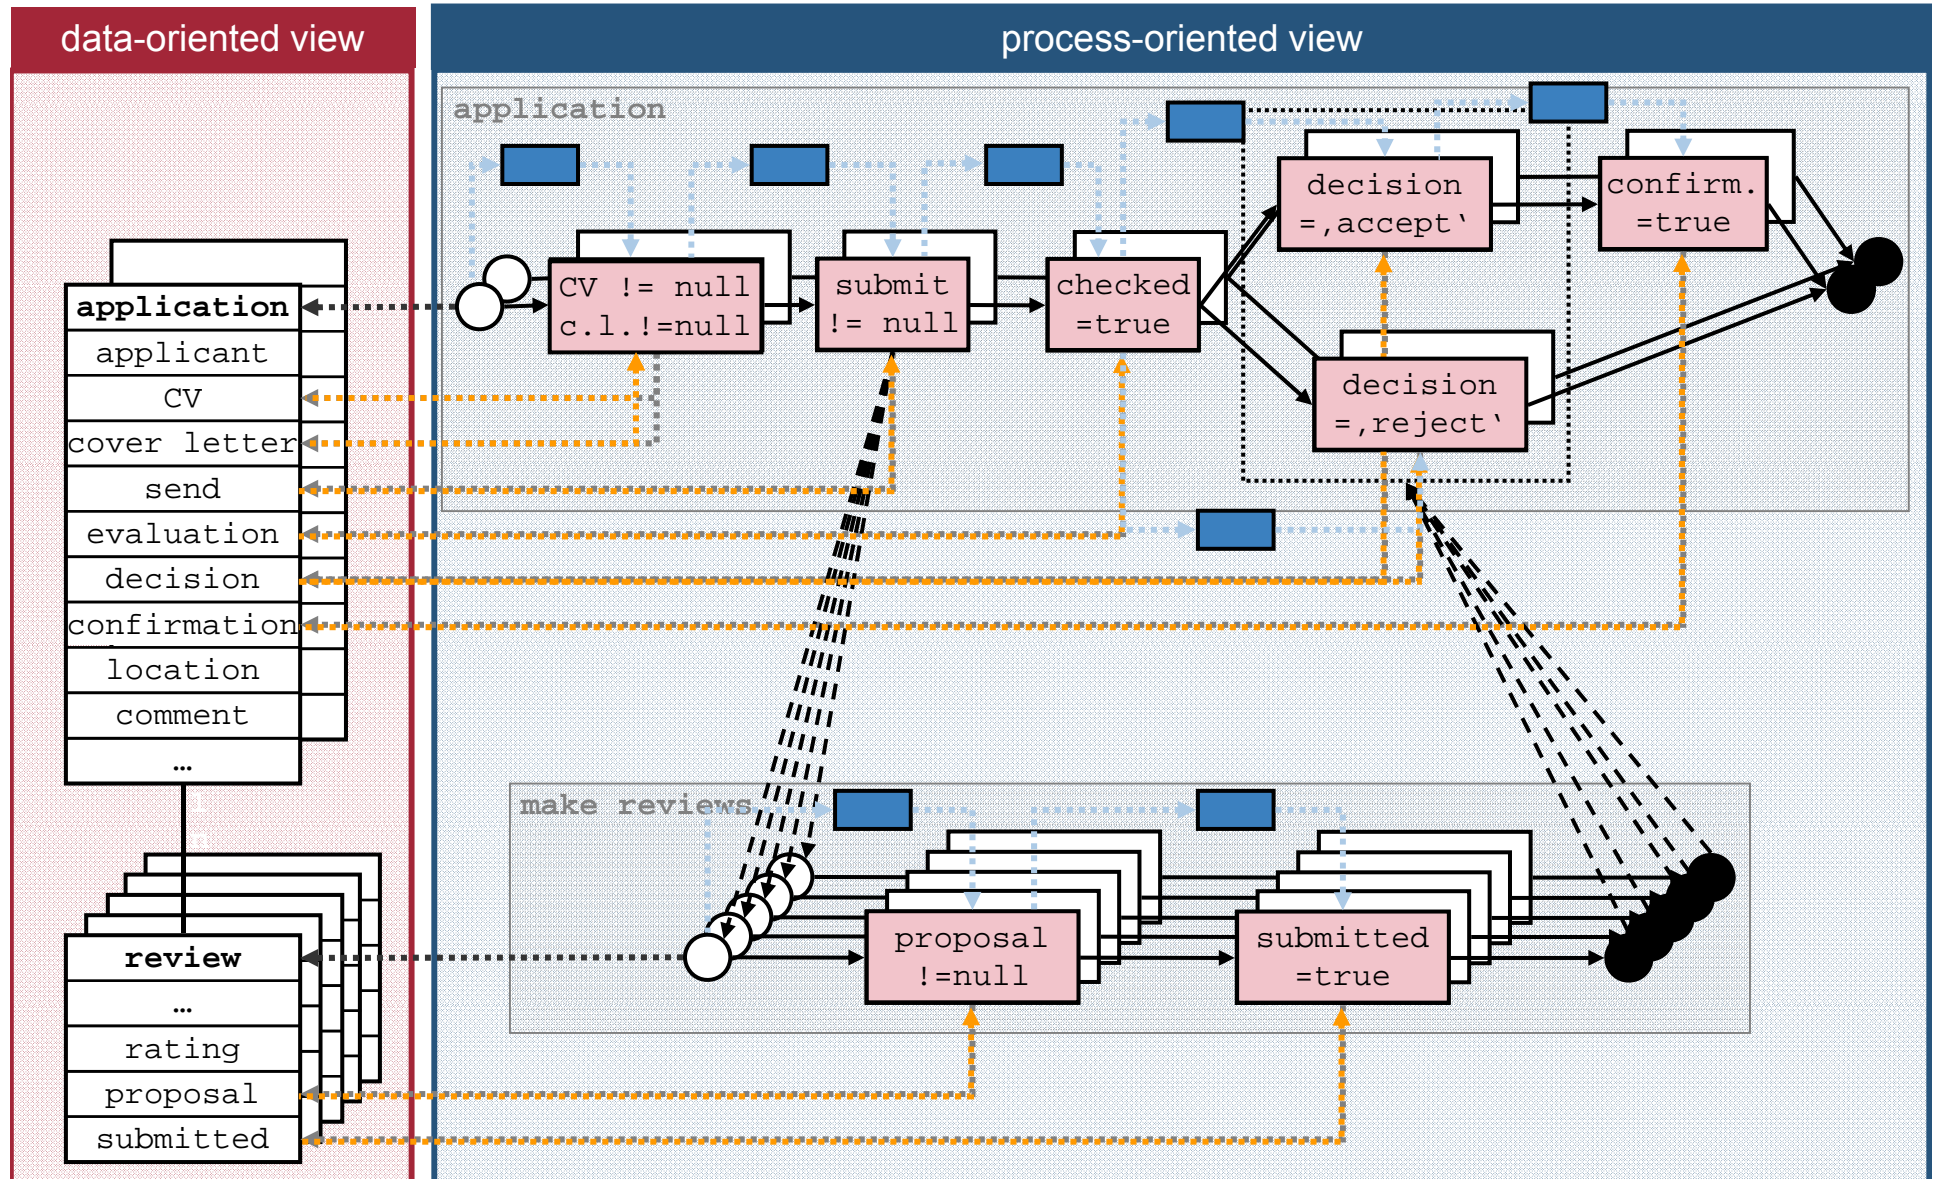 data-oriented view
process-oriented view
application
application
applicant
CV
cover letter
send
evaluation
decision
confirmation
location
comment
…
CV != null
c.l.!=null
submit
!= null
checked
=true
decision
=‚accept‘
confirm.
=true
decision
=‚reject‘
make reviews
review
…
rating
proposal
submitted
proposal
!=null
submitted
=true